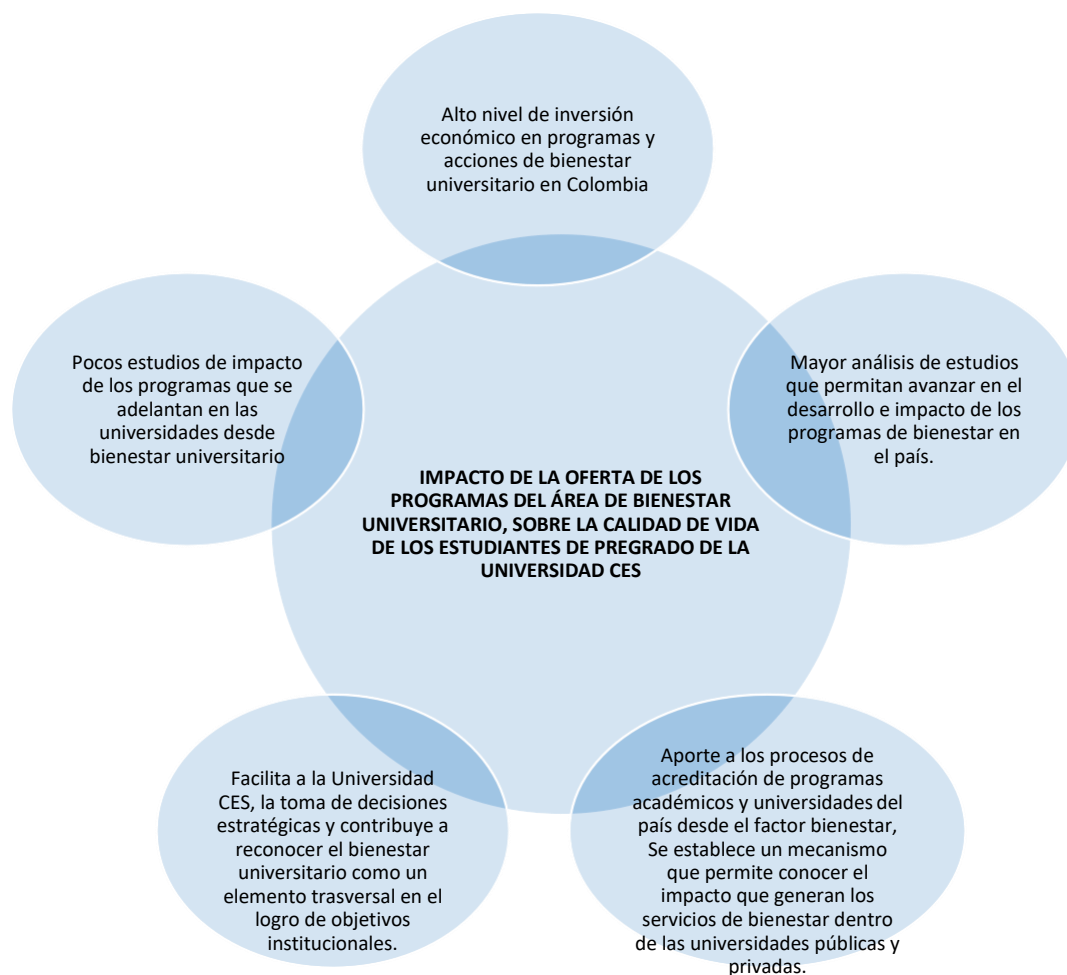 Alto nivel de inversión
económico en programas y
acciones de bienestar
universitario en Colombia
Pocos estudios de impacto
de los programas que se
adelantan en las
universidades desde
bienestar universitario
Mayor análisis de estudios
que permitan avanzar en el
desarrollo e impacto de los
programas de bienestar en
el país.
IMPACTO DE LA OFERTA DE LOS
PROGRAMAS DEL ÁREA DE BIENESTAR
UNIVERSITARIO, SOBRE LA CALIDAD DE VIDA
DE LOS ESTUDIANTES DE PREGRADO DE LA
UNIVERSIDAD CES
Facilita a la Universidad
CES, la toma de decisiones
estratégicas y contribuye a
reconocer el bienestar
universitario como un
elemento trasversal en el
logro de objetivos
institucionales.
Aporte a los procesos de
acreditación de programas
académicos y universidades del
país desde el factor bienestar,
Se establece un mecanismo
que permite conocer el
impacto que generan los
servicios de bienestar dentro
de las universidades públicas y
privadas.